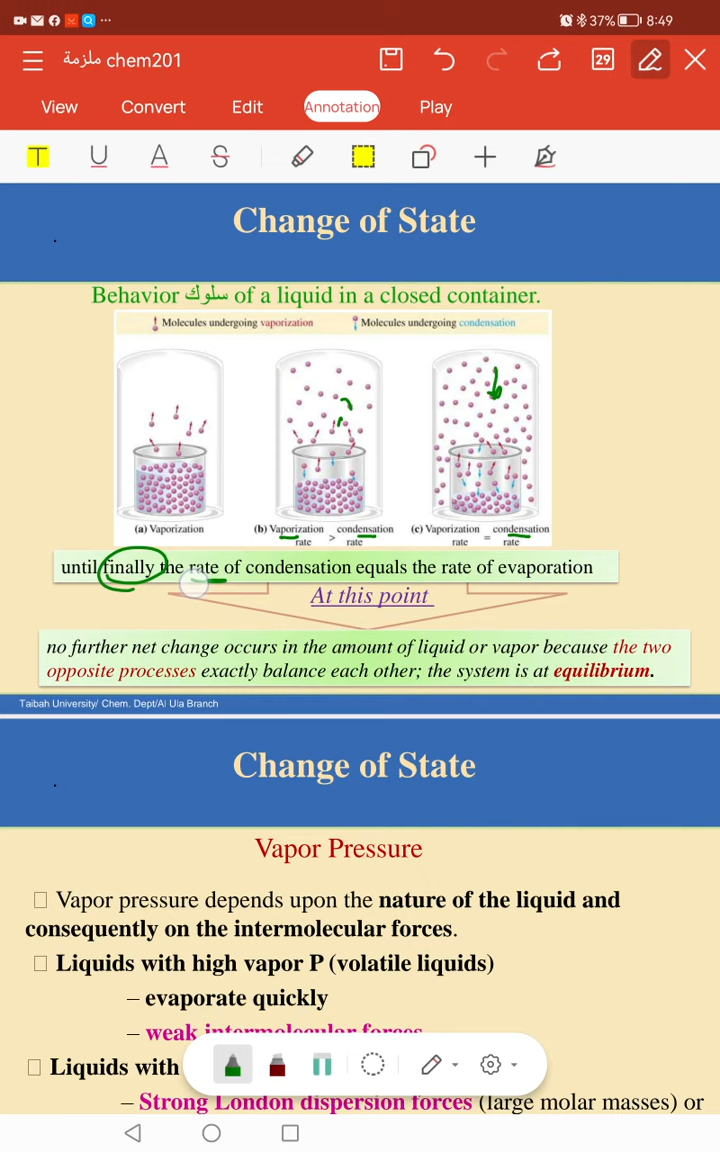 37% 8:49
ملزمة chem201
29
View Convert Edit Annotation Play
T U A S
Change of State
Behavior سلوك of a liquid in a closed container.
Molecules undergoing vaporization Molecules undergoing condensation
(a) Vaporization (b) Vaporization rate > condensation rate (c) Vaporization rate = condensation rate
until finally the rate of condensation equals the rate of evaporation
At this point
no further net change occurs in the amount of liquid or vapor because the two
opposite processes exactly balance each other; the system is at equilibrium.
Taibah University/ Chem. Dept/Al Ula Branch
Change of State
Vapor Pressure
Vapor pressure depends upon the nature of the liquid and
consequently on the intermolecular forces.
Liquids with high vapor P (volatile liquids)
– evaporate quickly
– weak intermolecular forces
Liquids with
– Strong London dispersion forces (large molar masses) or